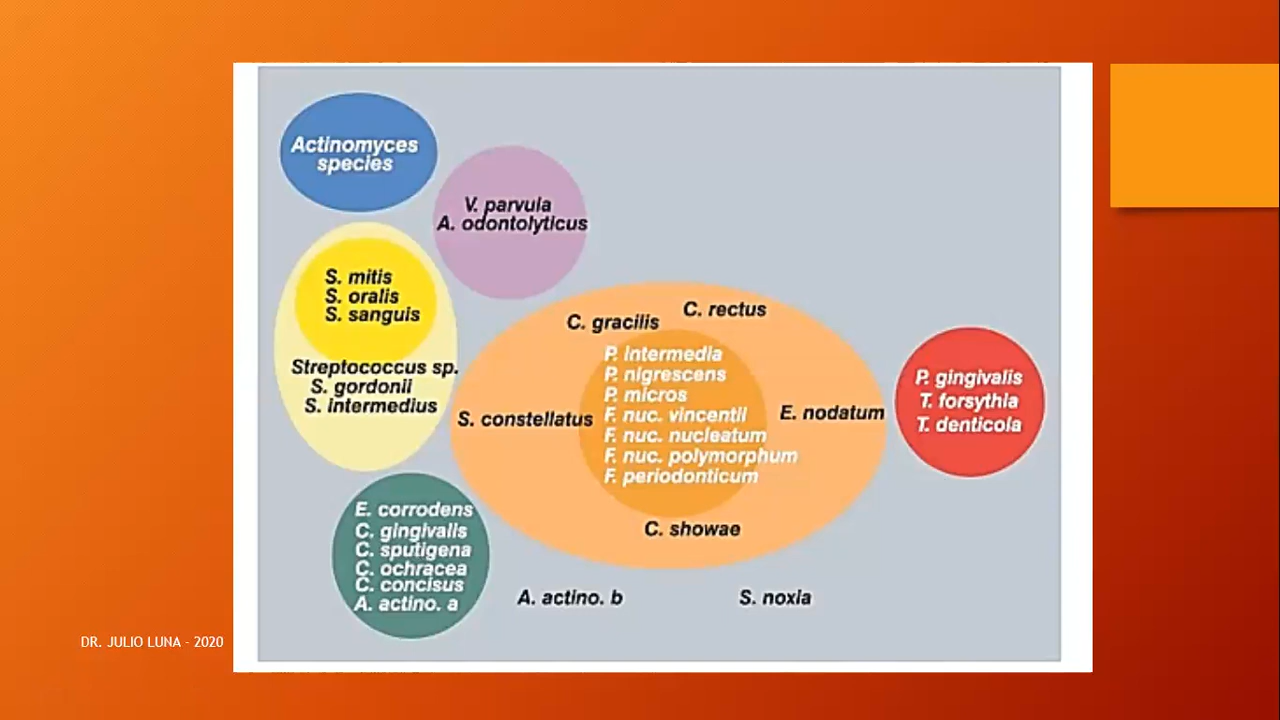 Actinomyces
species
V. parvula
A. odontolyticus
S. mitis
S. oralis
S. sanguis
Streptococcus sp.
S. gordonii
S. intermedius
C. gracilis
C. rectus
P. intermedia
P. nigrescens
P. micros
F. nuc. vincentii
F. nuc. nucleatum
F. nuc. polymorphum
F. periodonticum
S. constellatus
E. nodatum
C. showae
P. gingivalis
T. forsythia
T. denticola
E. corrodens
C. gingivalis
C. sputigena
C. ochracea
C. concisus
A. actino. a
A. actino. b
S. noxia
DR. JULIO LUNA - 2020